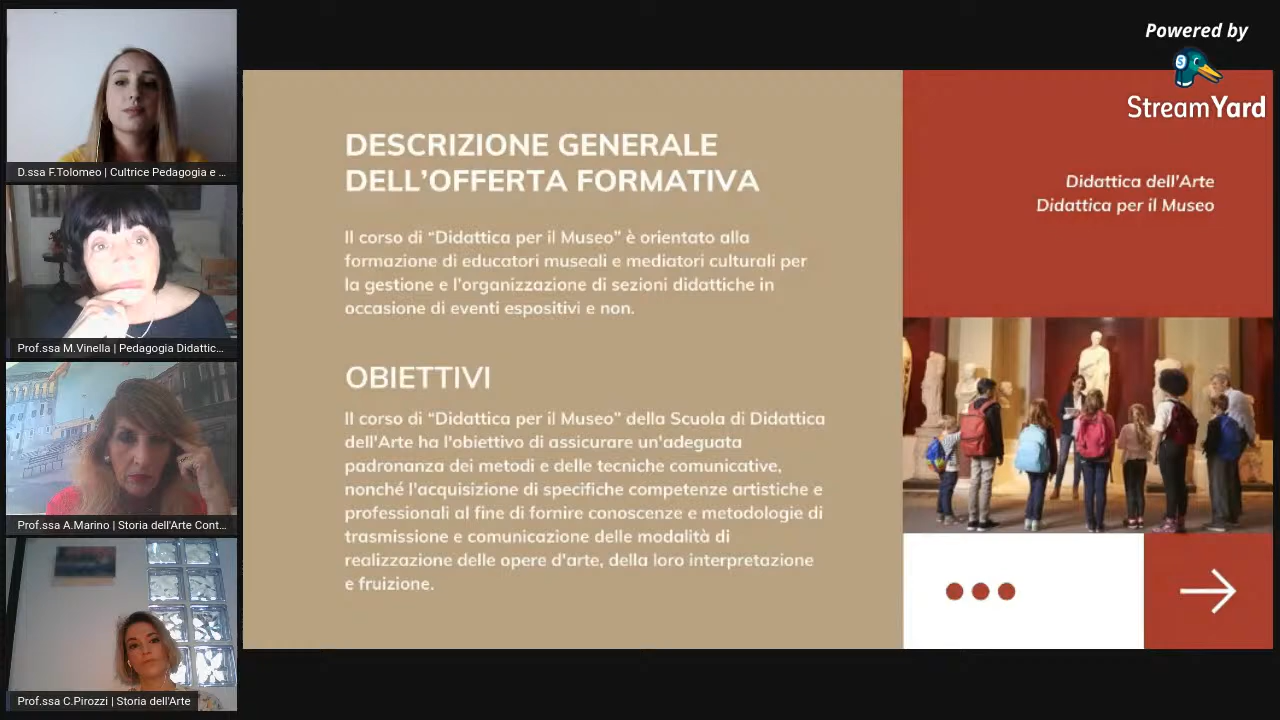 Powered by
StreamYard
D.ssa F.Tolomeo | Cultrice Pedagogia e ...
Prof.ssa M.Vinella | Pedagogia Didattic...
Prof.ssa A.Marino | Storia dell'Arte Cont...
Prof.ssa C.Pirozzi | Storia dell'Arte
DESCRIZIONE GENERALE
DELL'OFFERTA FORMATIVA
Il corso di “Didattica per il Museo” è orientato alla
formazione di educatori museali e mediatori culturali per
la gestione e l'organizzazione di sezioni didattiche in
occasione di eventi espositivi e non.
OBIETTIVI
Il corso di “Didattica per il Museo” della Scuola di Didattica
dell'Arte ha l'obiettivo di assicurare un'adeguata
padronanza dei metodi e delle tecniche comunicative,
nonché l'acquisizione di specifiche competenze artistiche e
professionali al fine di fornire conoscenze e metodologie di
trasmissione e comunicazione delle modalità di
realizzazione delle opere d'arte, della loro interpretazione
e fruizione.
Didattica dell'Arte
Didattica per il Museo